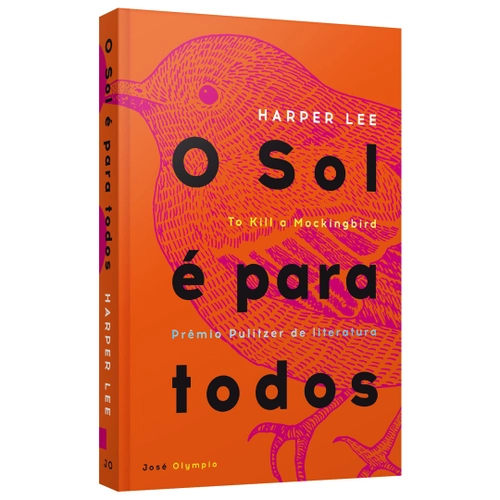 HARPER LEE
O Sol
To Kill a Mockingbird
é para
Prêmio Pulitzer de literatura
todos
José Olympio
O Sol é para todos
HARPER LEE
JO